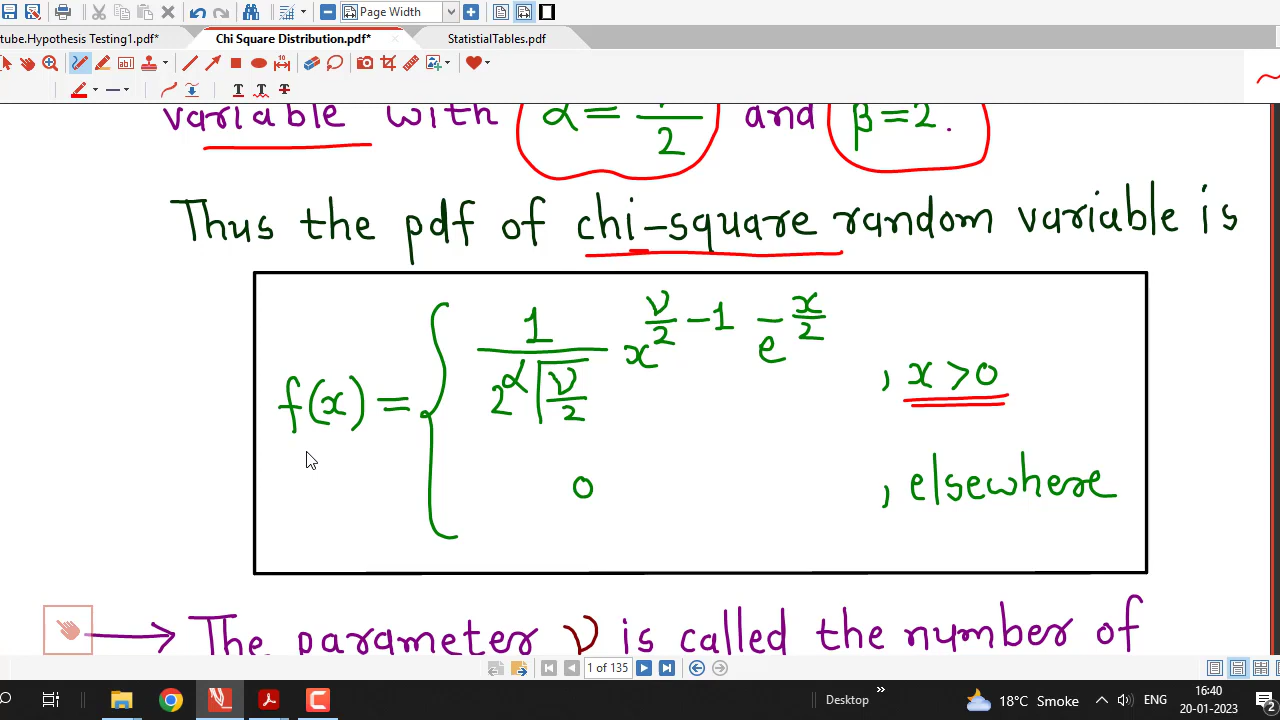 Page Width
tube.Hypothesis Testing1.pdf*
Chi Square Distribution.pdf*
StatistialTables.pdf
variable with α = /2 and β = 2.
Thus the pdf of chi-square random variable is
f(x) = { 1/(2^α Γ(ν/2)) x^(ν/2 - 1) e^(-x/2) , x > 0
0 , elsewhere
→ The parameter ν is called the number of
1 of 135
Desktop
»
18°C Smoke
ENG
16:40
20-01-2023
2